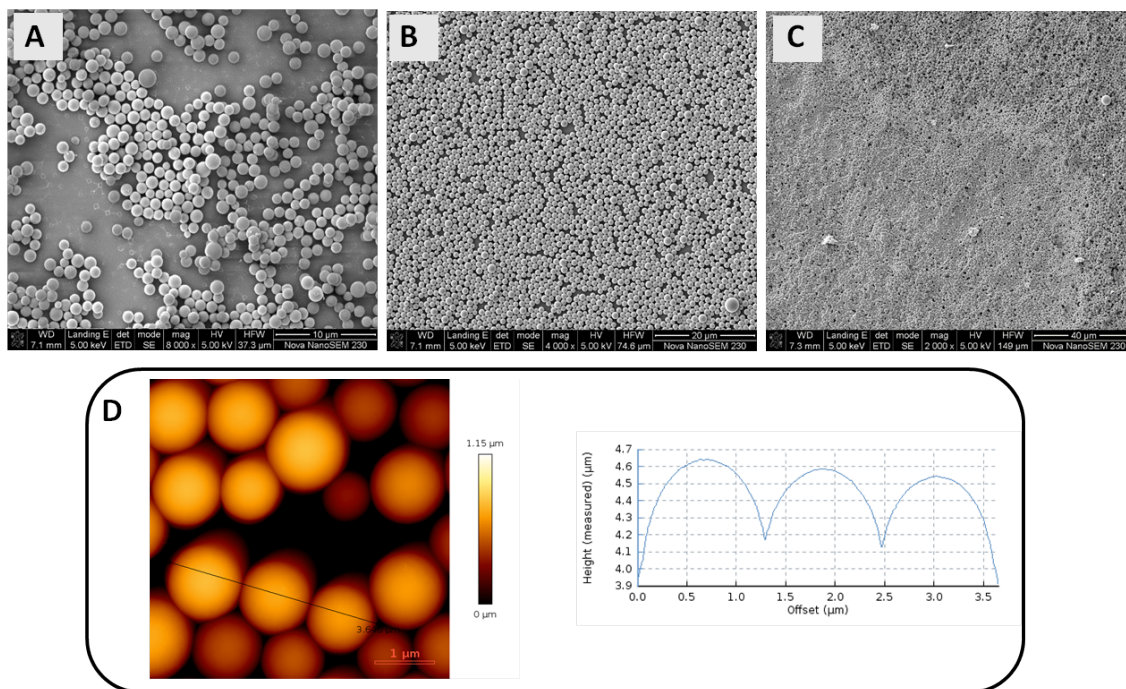 A
WD Landing E det mode mag HV HFW 10 µm
7.1 mm 5.00 keV ETD SE 8 000 x 5.00 kV 37.3 µm Nova NanoSEM 230
B
WD Landing E det mode mag HV HFW 20 µm
7.1 mm 5.00 keV ETD SE 4 000 x 5.00 kV 74.6 µm Nova NanoSEM 230
C
WD Landing E det mode mag HV HFW 40 µm
7.3 mm 5.00 keV ETD SE 2 000 x 5.00 kV 149 µm Nova NanoSEM 230
D
1 µm
1.15 µm
0 µm
Height (measured) (µm)
4.7
4.6
4.5
4.4
4.3
4.2
4.1
4.0
3.9
0.0 0.5 1.0 1.5 2.0 2.5 3.0 3.5
Offset (µm)